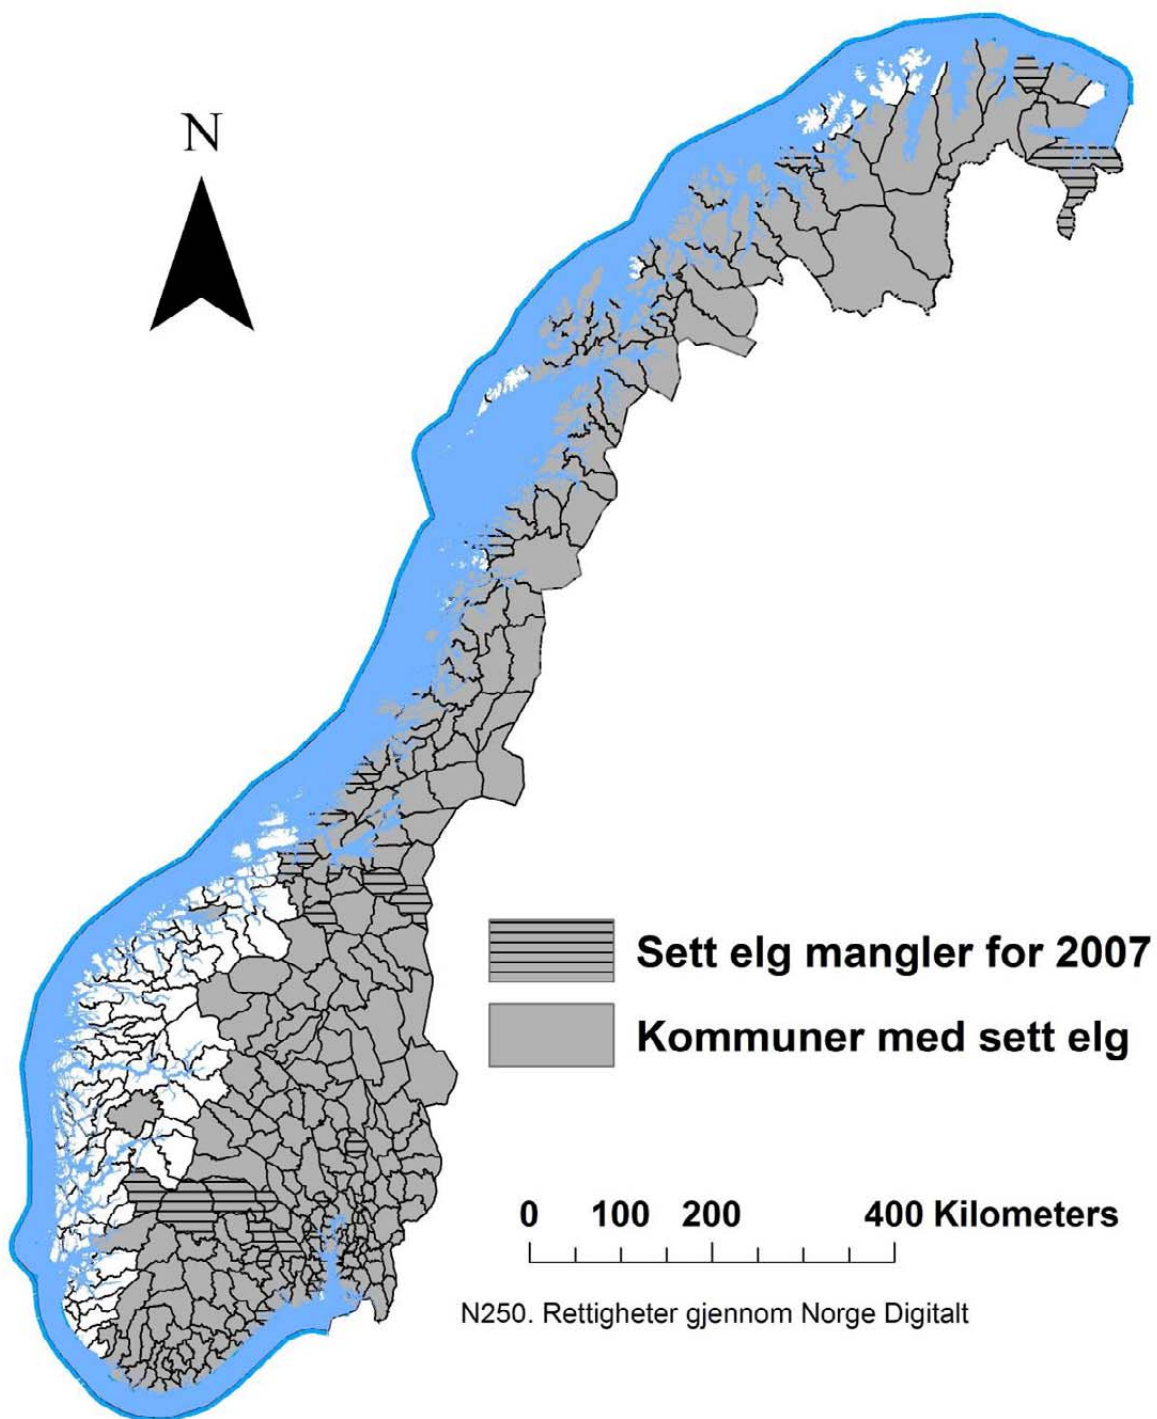 N
Sett elg mangler for 2007
Kommuner med sett elg
0 100 200 400 Kilometers
N250. Rettigheter gjennom Norge Digitalt